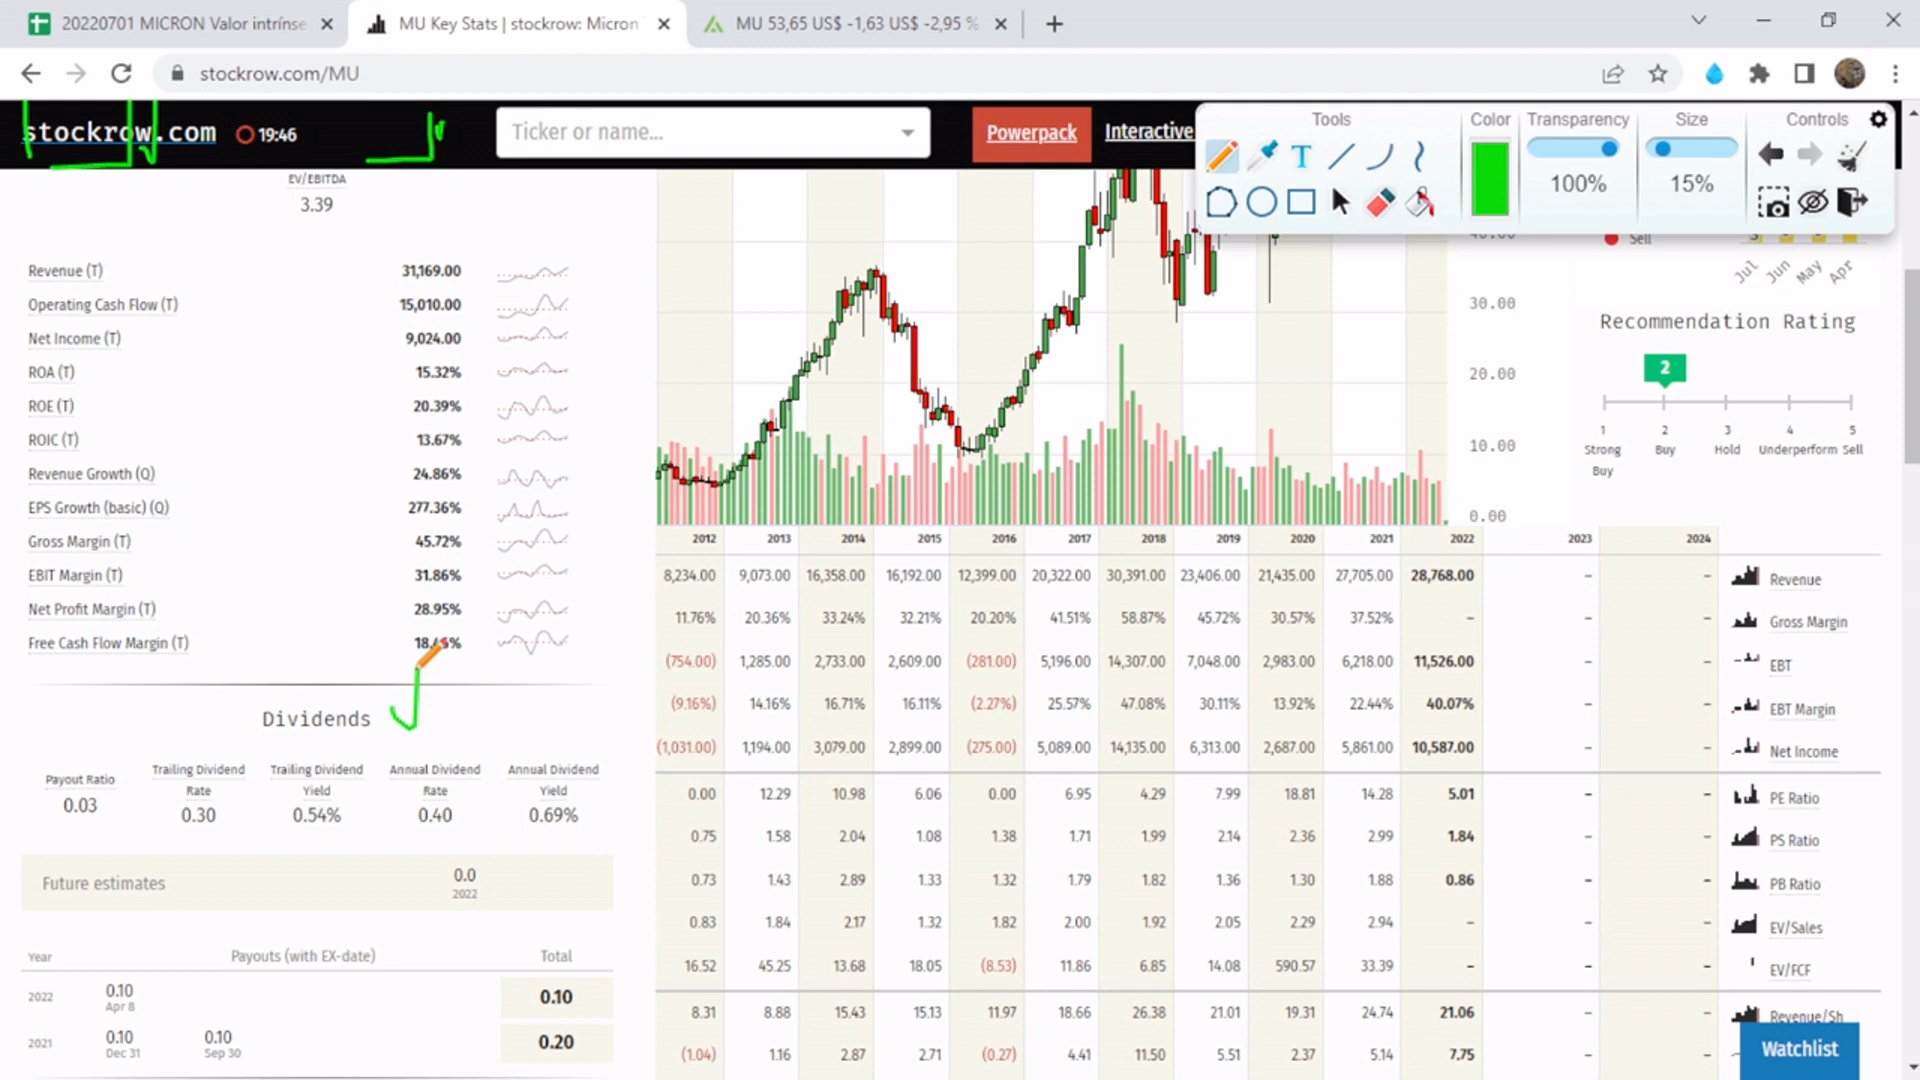 20220701 MICRON Valor intrínse
MU Key Stats | stockrow: Micron
MU 53,65 US$ -1,63 US$ -2,95 %
stockrow.com/MU
stockrow.com
19:46
Ticker or name...
Powerpack
Interactive
Tools
Color
Transparency
Size
Controls
100%
15%
EV/EBITDA
3.39
Revenue (T) 31,169.00
Operating Cash Flow (T) 15,010.00
Net Income (T) 9,024.00
ROA (T) 15.32%
ROE (T) 20.39%
ROIC (T) 13.67%
Revenue Growth (Q) 24.86%
EPS Growth (basic) (Q) 277.36%
Gross Margin (T) 45.72%
EBIT Margin (T) 31.86%
Net Profit Margin (T) 28.95%
Free Cash Flow Margin (T)
Dividends
Payout Ratio
0.03
Trailing Dividend Rate
0.30
Trailing Dividend Yield
0.54%
Annual Dividend Rate
0.40
Annual Dividend Yield
0.69%
Future estimates 0.0
2022
Year Payouts (with EX-date) Total
2022 0.10 0.10
Apr 8
2021 0.10 0.10 0.20
Dec 31 Sep 30
30.00
20.00
10.00
0.00
Sell
Jul Jun May Apr
Recommendation Rating
2
1 2 3 4 5
Strong Buy Buy Hold Underperform Sell
2012 2013 2014 2015 2016 2017 2018 2019 2020 2021 2022 2023 2024
8,234.00 9,073.00 16,358.00 16,192.00 12,399.00 20,322.00 30,391.00 23,406.00 21,435.00 27,705.00 28,768.00 – – Revenue
11.76% 20.36% 33.24% 32.21% 20.20% 41.51% 58.87% 45.72% 30.57% 37.52% – – – Gross Margin
(754.00) 1,285.00 2,733.00 2,609.00 (281.00) 5,196.00 14,307.00 7,048.00 2,983.00 6,218.00 11,526.00 – – EBT
(9.16%) 14.16% 16.71% 16.11% (2.27%) 25.57% 47.08% 30.11% 13.92% 22.44% 40.07% – – EBT Margin
(1,031.00) 1,194.00 3,079.00 2,899.00 (275.00) 5,089.00 14,135.00 6,313.00 2,687.00 5,861.00 10,587.00 – – Net Income
0.00 12.29 10.98 6.06 0.00 6.95 4.29 7.99 18.81 14.28 5.01 – – PE Ratio
0.75 1.58 2.04 1.08 1.38 1.71 1.99 2.14 2.36 2.99 1.84 – – PS Ratio
0.73 1.43 2.89 1.33 1.32 1.79 1.82 1.36 1.30 1.88 0.86 – – PB Ratio
0.83 1.84 2.17 1.32 1.82 2.00 1.92 2.05 2.29 2.94 – – – EV/Sales
16.52 45.25 13.68 18.05 (8.53) 11.86 6.85 14.08 590.57 33.39 – – – EV/FCF
8.31 8.88 15.43 15.13 11.97 18.66 26.38 21.01 19.31 24.74 21.06 – – Revenue/Sh
(1.04) 1.16 2.87 2.71 (0.27) 4.41 11.50 5.51 2.37 5.14 7.75 – –
Watchlist